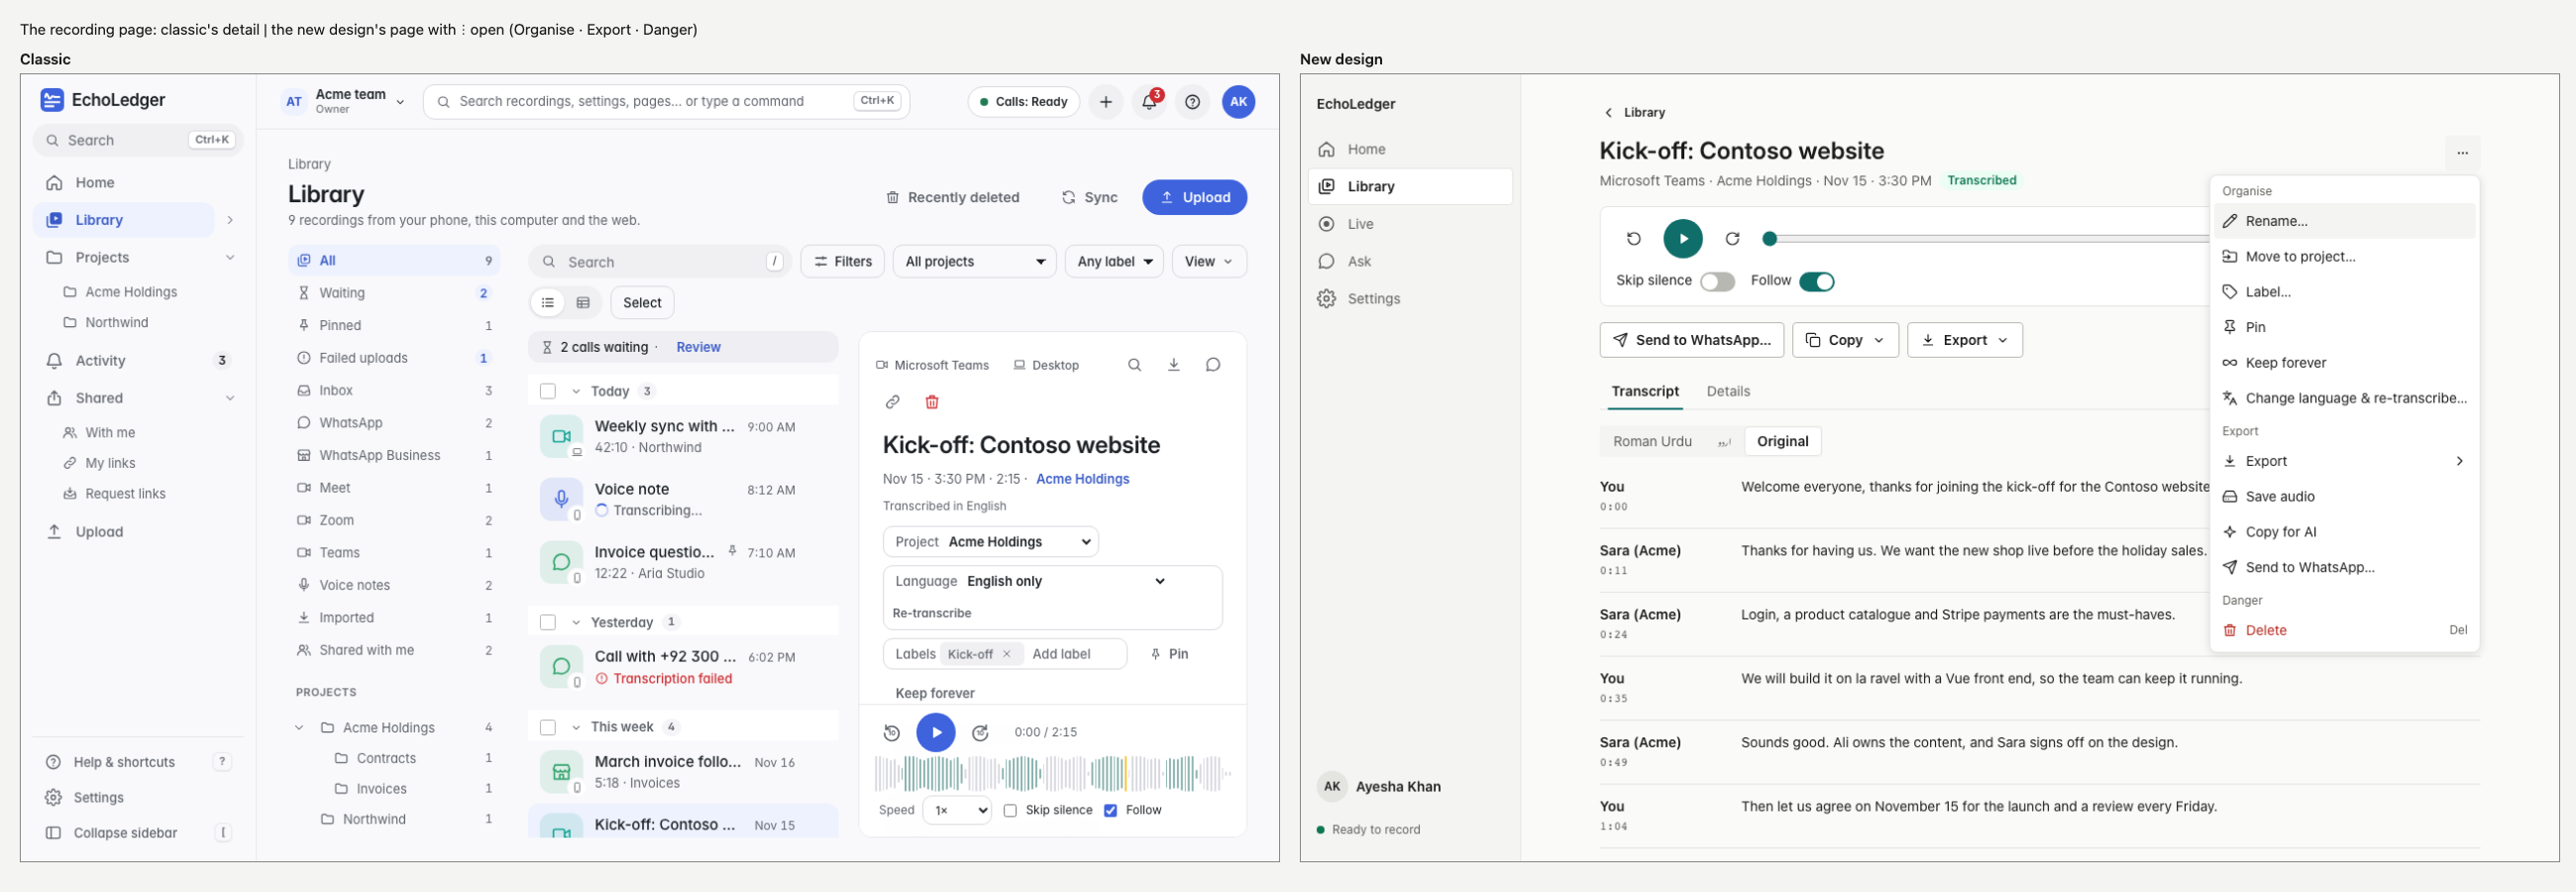 The recording page: classic's detail | the new design's page with ⋮ open (Organise · Export · Danger)
Classic
EchoLedger
Search Ctrl+K
Home
Library
Projects
Acme Holdings
Northwind
Activity 3
Shared
With me
My links
Request links
Upload
Help & shortcuts ?
Settings
Collapse sidebar [
AT Acme team
Owner
Search recordings, settings, pages... or type a command Ctrl+K
Calls: Ready
3
AK
Library
Library
9 recordings from your phone, this computer and the web.
Recently deleted Sync Upload
All 9
Waiting 2
Pinned 1
Failed uploads 1
Inbox 3
WhatsApp 2
WhatsApp Business 1
Meet 1
Zoom 2
Teams 1
Voice notes 2
Imported 1
Shared with me 2
PROJECTS
Acme Holdings 4
Contracts 1
Invoices 1
Northwind 1
Search / Filters All projects Any label View
Select
2 calls waiting · Review
Today 3
Weekly sync with ... 9:00 AM
42:10 · Northwind
Voice note 8:12 AM
Transcribing...
Invoice questio... 7:10 AM
12:22 · Aria Studio
Yesterday 1
Call with +92 300 ... 6:02 PM
Transcription failed
This week 4
March invoice follo... Nov 16
5:18 · Invoices
Kick-off: Contoso ... Nov 15
Microsoft Teams Desktop
Kick-off: Contoso website
Nov 15 · 3:30 PM · 2:15 · Acme Holdings
Transcribed in English
Project Acme Holdings
Language English only
Re-transcribe
Labels Kick-off × Add label Pin
Keep forever
10 10 0:00 / 2:15
Speed 1× Skip silence Follow
New design
EchoLedger
Home
Library
Live
Ask
Settings
AK Ayesha Khan
Ready to record
Library
Kick-off: Contoso website
Microsoft Teams · Acme Holdings · Nov 15 · 3:30 PM Transcribed
Skip silence Follow
Send to WhatsApp... Copy Export
Transcript Details
Roman Urdu Original
You Welcome everyone, thanks for joining the kick-off for the Contoso website
0:00
Sara (Acme) Thanks for having us. We want the new shop live before the holiday sales.
0:11
Sara (Acme) Login, a product catalogue and Stripe payments are the must-haves.
0:24
You We will build it on la ravel with a Vue front end, so the team can keep it running.
0:35
Sara (Acme) Sounds good. Ali owns the content, and Sara signs off on the design.
0:49
You Then let us agree on November 15 for the launch and a review every Friday.
1:04
Organise
Rename...
Move to project...
Label...
Pin
Keep forever
Change language & re-transcribe...
Export
Export
Save audio
Copy for AI
Send to WhatsApp...
Danger
Delete Del